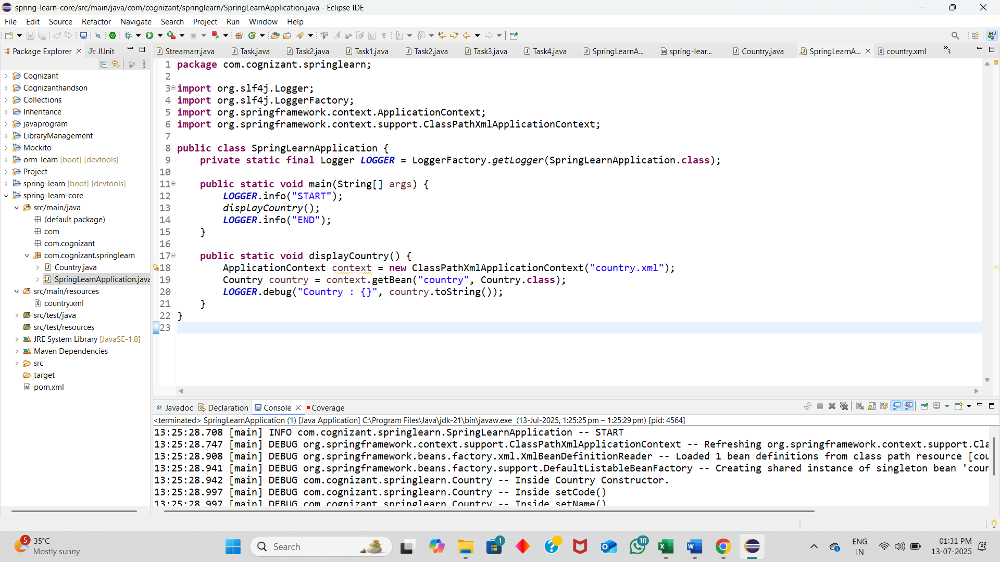 spring-learn-core/src/main/java/com/cognizant/springlearn/SpringLearnApplication.java - Eclipse IDE
File Edit Source Refactor Navigate Search Project Run Window Help
Package Explorer JUnit
Streamarr.java Task.java Task2.java Task1.java Task2.java Task3.java Task4.java SpringLearnA... spring-lear... Country.java SpringLearnA... country.xml »3
Cognizant
Cognizanthandson
Collections
Inheritance
javaprogram
LibraryManagement
Mockito
orm-learn [boot] [devtools]
Project
spring-learn [boot] [devtools]
spring-learn-core
src/main/java
(default package)
com
com.cognizant
com.cognizant.springlearn
Country.java
SpringLearnApplication.java
src/main/resources
country.xml
src/test/java
src/test/resources
JRE System Library [JavaSE-1.8]
Maven Dependencies
src
target
pom.xml
1 package com.cognizant.springlearn;
2
3 import org.slf4j.Logger;
4 import org.slf4j.LoggerFactory;
5 import org.springframework.context.ApplicationContext;
6 import org.springframework.context.support.ClassPathXmlApplicationContext;
7
8 public class SpringLearnApplication {
9     private static final Logger LOGGER = LoggerFactory.getLogger(SpringLearnApplication.class);
10
11     public static void main(String[] args) {
12         LOGGER.info("START");
13         displayCountry();
14         LOGGER.info("END");
15     }
16
17     public static void displayCountry() {
18         ApplicationContext context = new ClassPathXmlApplicationContext("country.xml");
19         Country country = context.getBean("country", Country.class);
20         LOGGER.debug("Country : {}", country.toString());
21     }
22 }
23
Javadoc Declaration Console Coverage
<terminated> SpringLearnApplication (1) [Java Application] C:\Program Files\Java\jdk-21\bin\javaw.exe (13-Jul-2025, 1:25:25 pm – 1:25:29 pm) [pid: 4564]
13:25:28.708 [main] INFO com.cognizant.springlearn.SpringLearnApplication -- START
13:25:28.747 [main] DEBUG org.springframework.context.support.ClassPathXmlApplicationContext -- Refreshing org.springframework.context.support.Cla
13:25:28.908 [main] DEBUG org.springframework.beans.factory.xml.XmlBeanDefinitionReader -- Loaded 1 bean definitions from class path resource [cou
13:25:28.941 [main] DEBUG org.springframework.beans.factory.support.DefaultListableBeanFactory -- Creating shared instance of singleton bean 'coun
13:25:28.942 [main] DEBUG com.cognizant.springlearn.Country -- Inside Country Constructor.
13:25:28.997 [main] DEBUG com.cognizant.springlearn.Country -- Inside setCode()
13:25:28.997 [main] DEBUG com.cognizant.springlearn.Country -- Inside setName()
5 35°C
Mostly sunny
Search
1
10
ENG
IN
01:31 PM
13-07-2025